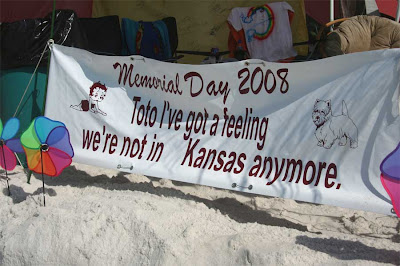 Memorial Day 2008
Toto I've got a feeling
we're not in Kansas anymore.